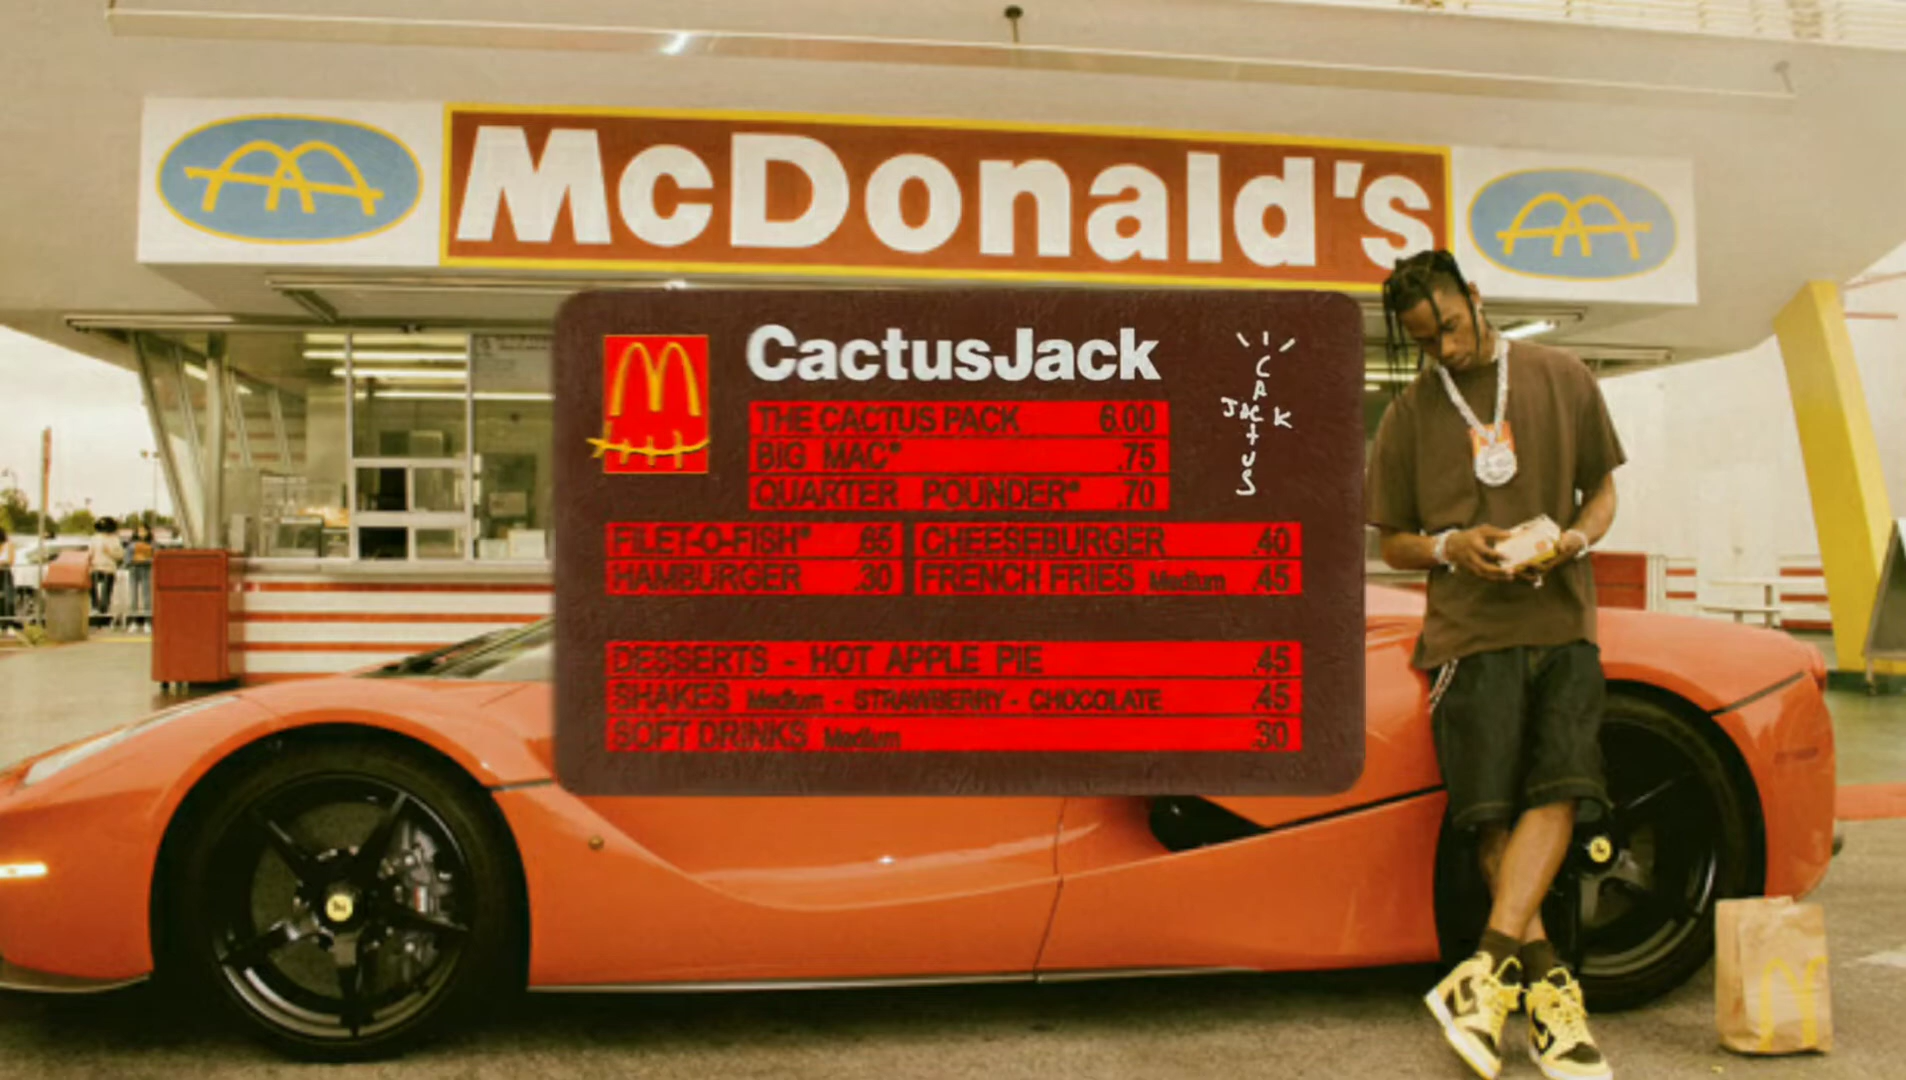 McDonald's
CactusJack
CACTUS
JACK
THE CACTUS PACK 6.00
BIG MAC® .75
QUARTER POUNDER® .70
FILET-O-FISH® .65
HAMBURGER .30
CHEESEBURGER .40
FRENCH FRIES Medium .45
DESSERTS - HOT APPLE PIE .45
SHAKES Medium - STRAWBERRY - CHOCOLATE .45
SOFT DRINKS Medium .30